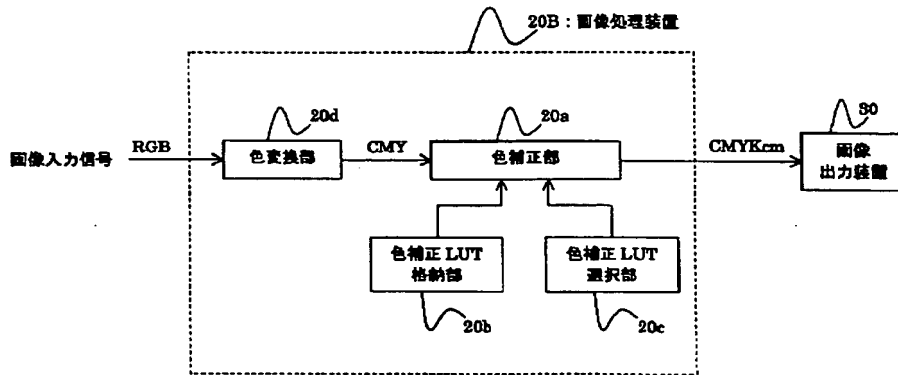 20B：画像処理装置
20d
20a
30
画像入力信号
RGB
色変換部
CMY
色補正部
CMYKcm
画像
出力装置
色補正 LUT
格納部
色補正 LUT
選択部
20b
20c